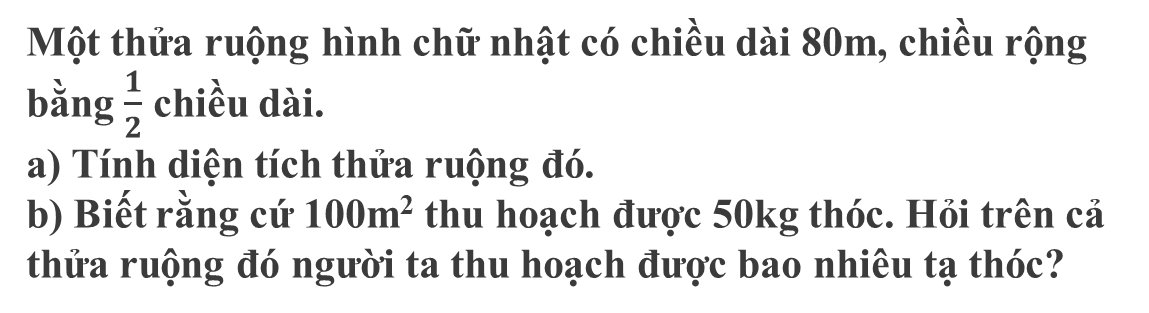 Một thửa ruộng hình chữ nhật có chiều dài 80m, chiều rộng
bằng 1/2 chiều dài.
a) Tính diện tích thửa ruộng đó.
b) Biết rằng cứ 100m² thu hoạch được 50kg thóc. Hỏi trên cả
thửa ruộng đó người ta thu hoạch được bao nhiêu tạ thóc?